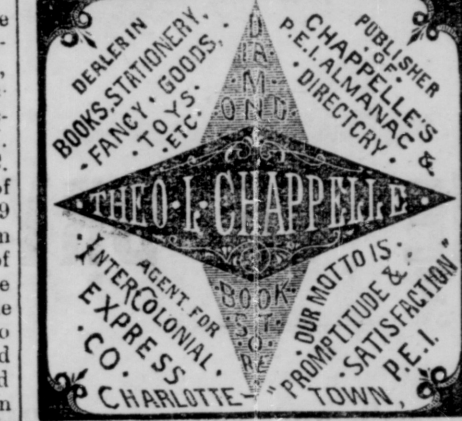 DEALER IN
BOOKS. STATIONERY,
· FANCY · GOODS, ·
· TOYS ·
· ETC ·
PUBLISHER
· OF ·
CHAPPELLE'S
P.E.I. ALMANAC &
· DIRECTORY ·
DIAMOND
· THEO · L · CHAPPELLE ·
BOOK
STORE
AGENT FOR
· INTERCOLONIAL ·
EXPRESS
· CO ·
· OUR MOTTO IS ·
"PROMPTITUDE &
· SATISFACTION"
CHARLOTTE-
TOWN,
P.E.I.